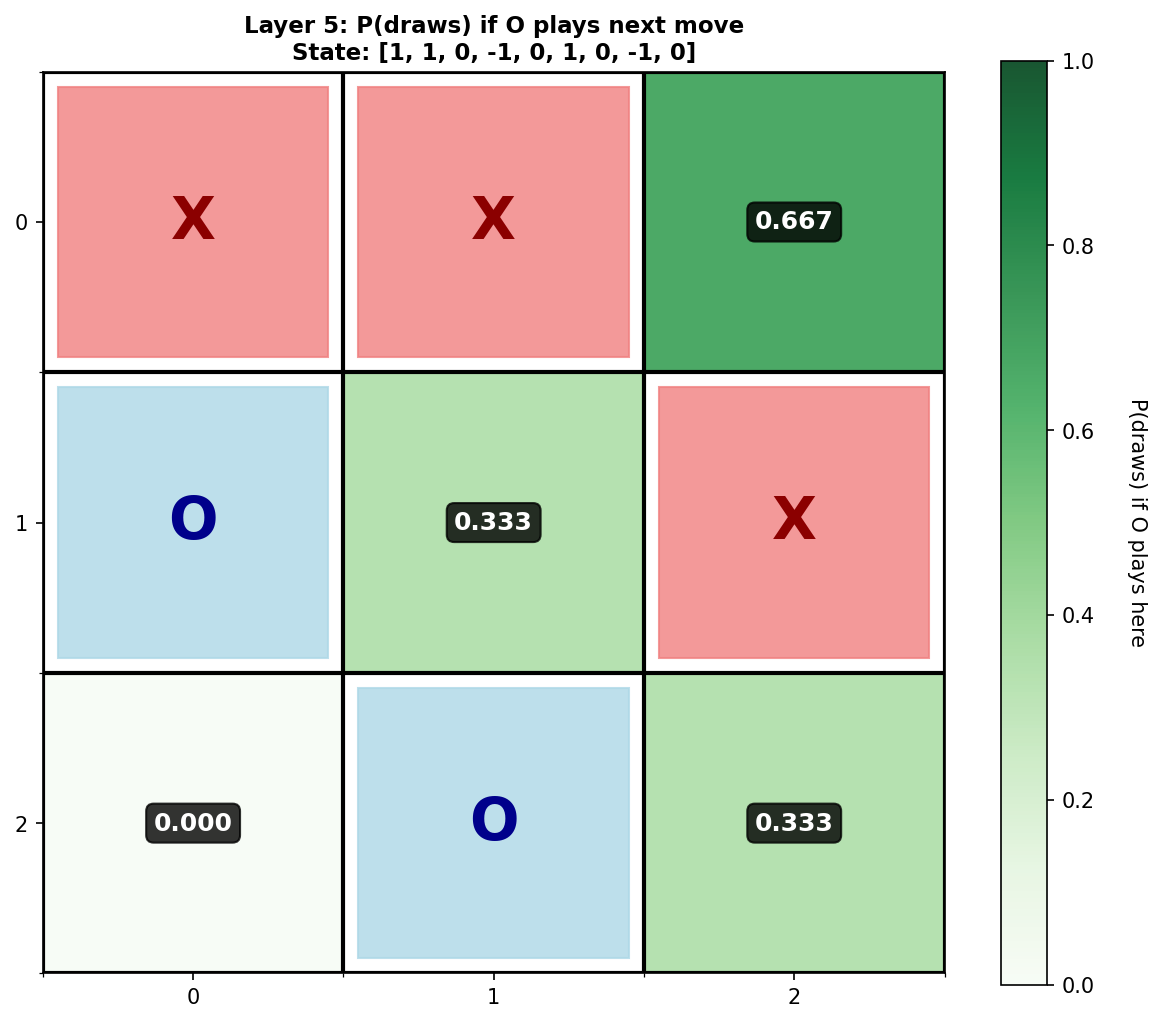 Layer 5: P(draws) if O plays next move
State: [1, 1, 0, -1, 0, 1, 0, -1, 0]
X
X
0.667
O
0.333
X
0.000
O
0.333
0
1
2
0
1
2
1.0
0.8
0.6
0.4
0.2
0.0
P(draws) if O plays here